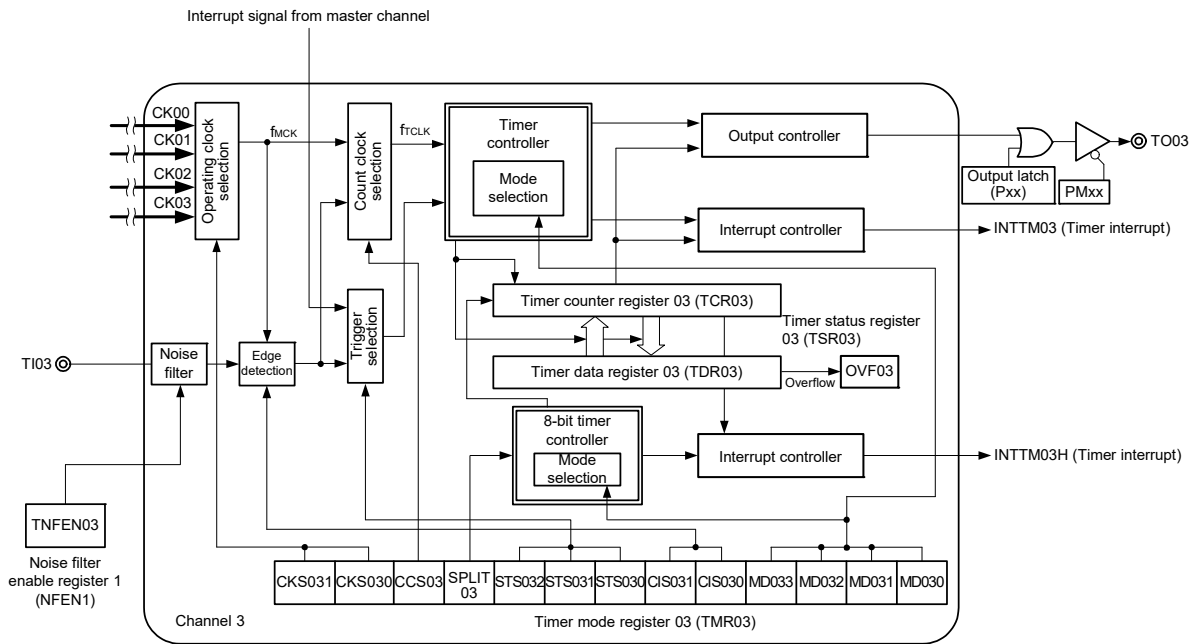 Interrupt signal from master channel
CK00
CK01
CK02
CK03
Operating clock
selection
fMCK
Count clock
selection
fTCLK
Timer
controller
Mode
selection
Output controller
TO03
Output latch
(Pxx)
PMxx
Interrupt controller
INTTM03 (Timer interrupt)
Timer counter register 03 (TCR03)
Timer status register
03 (TSR03)
Trigger
selection
TI03
Noise
filter
Edge
detection
Timer data register 03 (TDR03)
Overflow
OVF03
8-bit timer
controller
Mode
selection
Interrupt controller
INTTM03H (Timer interrupt)
TNFEN03
Noise filter
enable register 1
(NFEN1)
CKS031 CKS030 CCS03 SPLIT
03 STS032 STS031 STS030 CIS031 CIS030 MD033 MD032 MD031 MD030
Channel 3
Timer mode register 03 (TMR03)